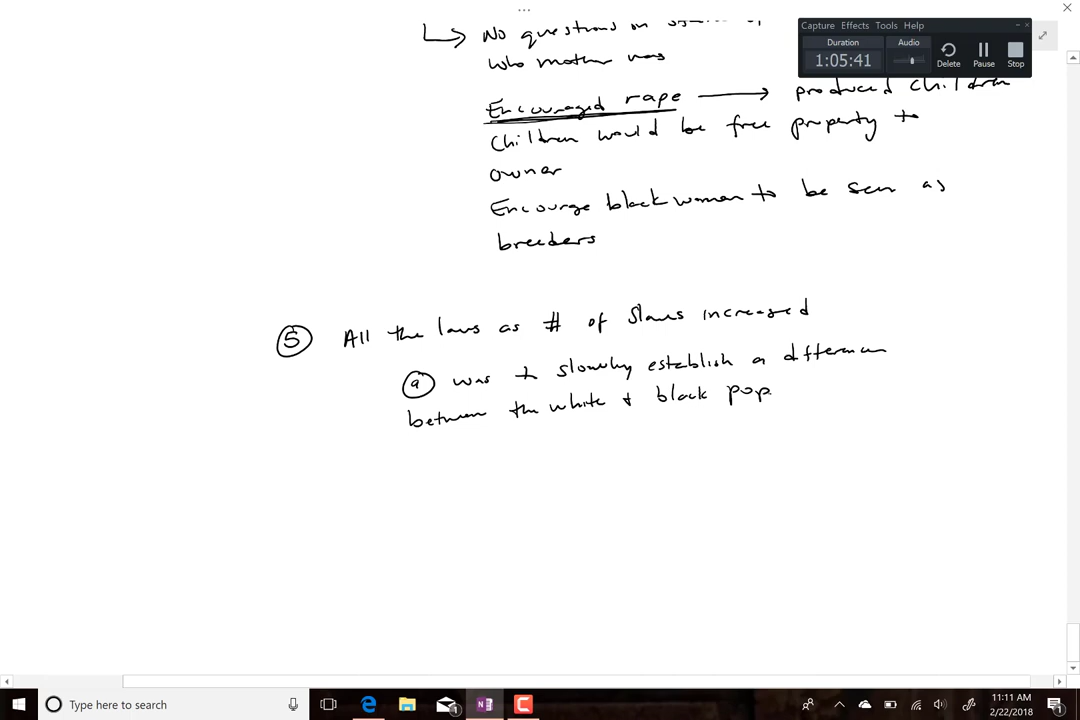 ...
Capture Effects Tools Help
Duration
1:05:41
Audio
Delete
Pause
Stop
↳ No questions on
who mother was
Encouraged rape → produced children
children would be free property to
owner
Encourage black women to be seen as
breeders
⑤ All the laws as # of slaves increased
ⓐ was to slowly establish a difference
between the white + black pop
Type here to search
11:11 AM
2/22/2018